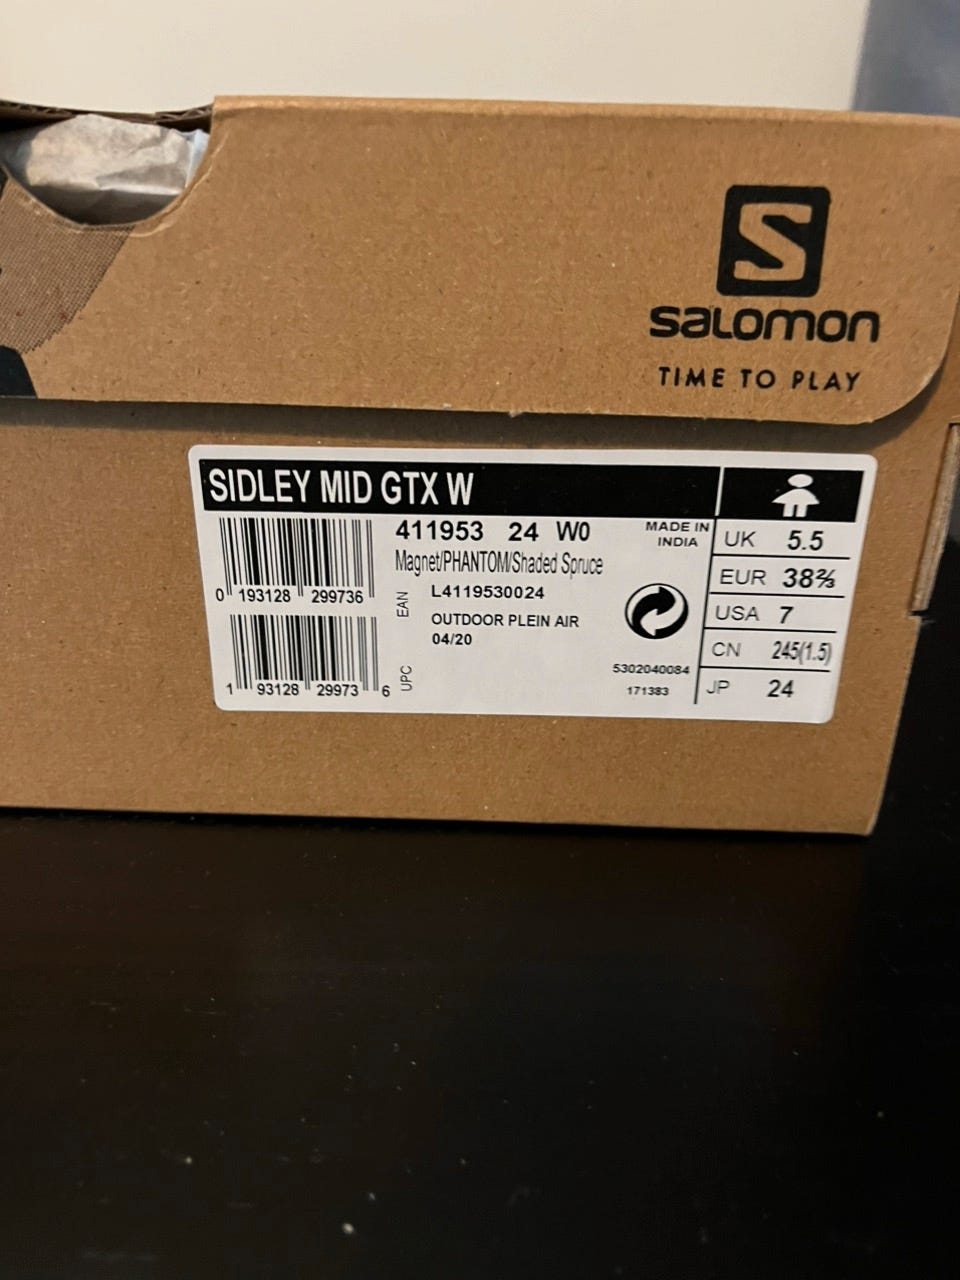 S
salomon
TIME TO PLAY
SIDLEY MID GTX W
411953 24 W0
MADE IN
INDIA
Magnet/PHANTOM/Shaded Spruce
0 193128 299736
EAN
L4119530024
OUTDOOR PLEIN AIR
04/20
1 93128 29973 6
UPC
5302040084
171383
UK 5.5
EUR 38⅔
USA 7
CN 245(1.5)
JP 24